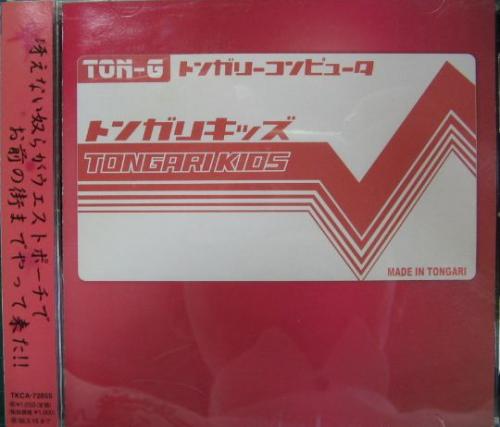 冴えない奴らがウエストポーチで
お前の街までやって来た!!
TON-G トンガリーコンピュータ
トンガリキッズ
TONGARI KIDS
MADE IN TONGARI
TKCA-72855